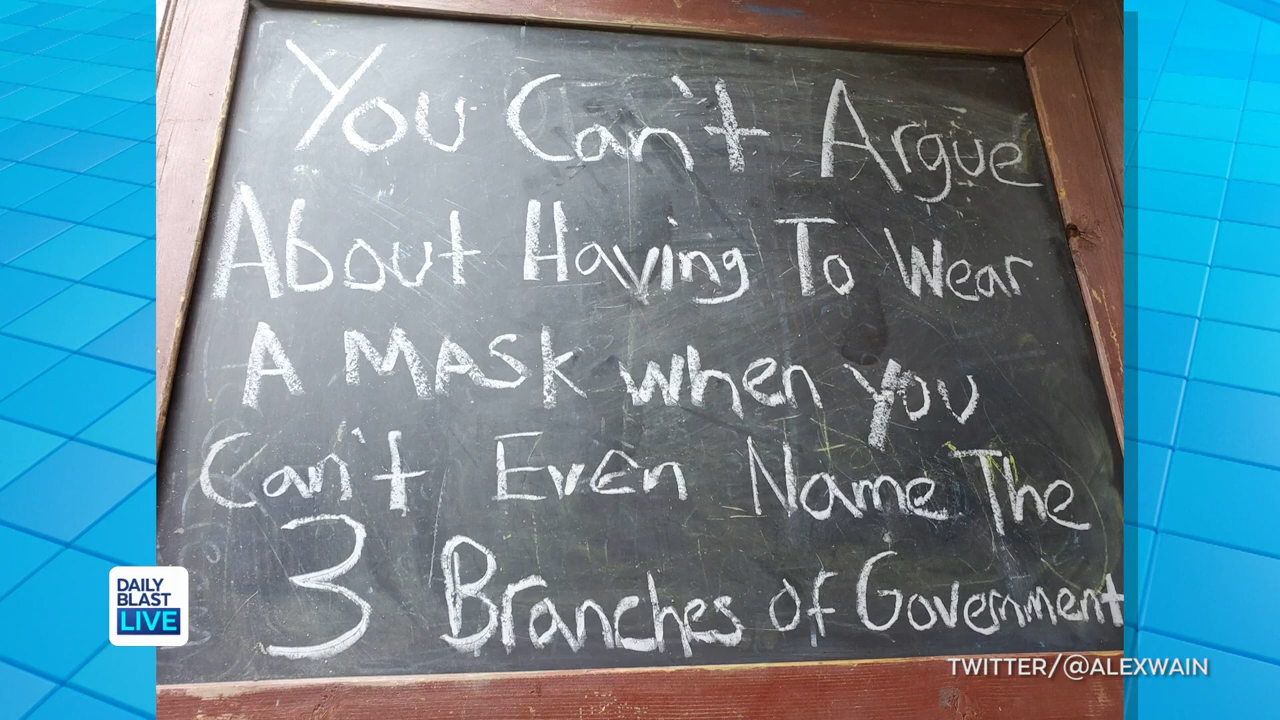 You Can't Argue
About Having To Wear
A MASK when you
Can't Even Name The
3 Branches of Government
DAILY
BLAST
LIVE
TWITTER/@ALEXWAIN